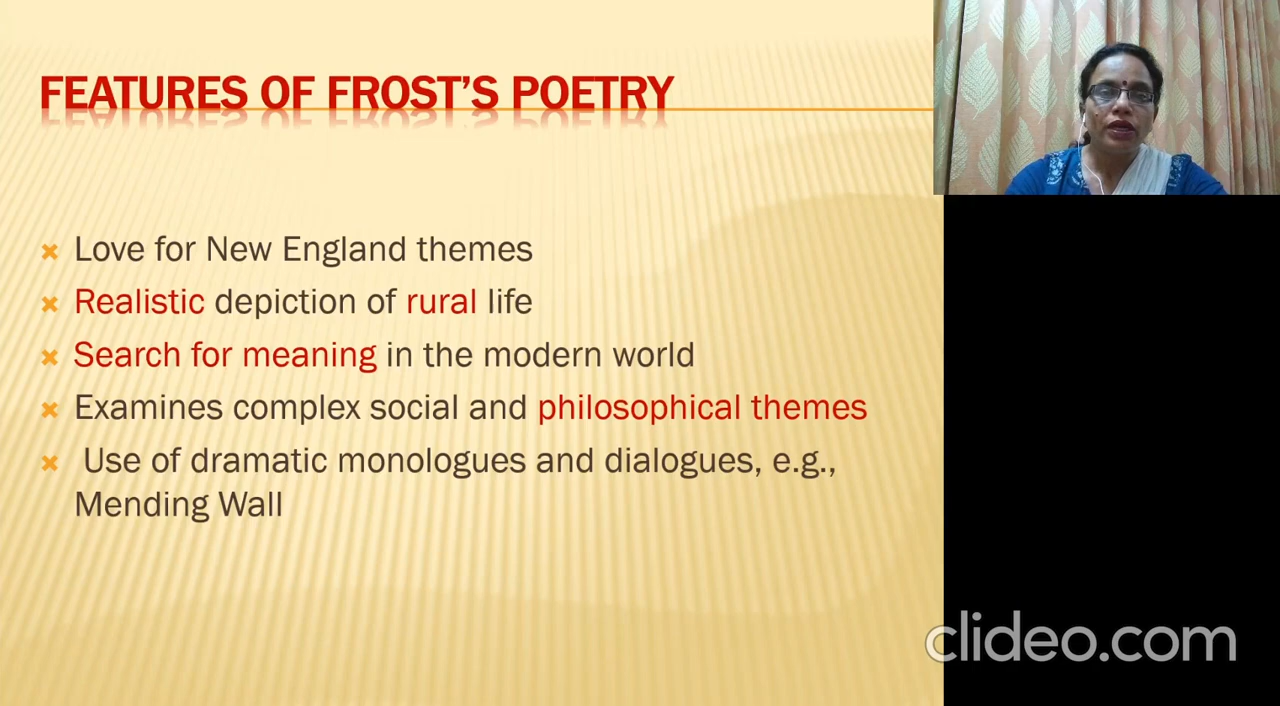 FEATURES OF FROST'S POETRY
Love for New England themes
Realistic depiction of rural life
Search for meaning in the modern world
Examines complex social and philosophical themes
Use of dramatic monologues and dialogues, e.g.,
Mending Wall
clideo.com